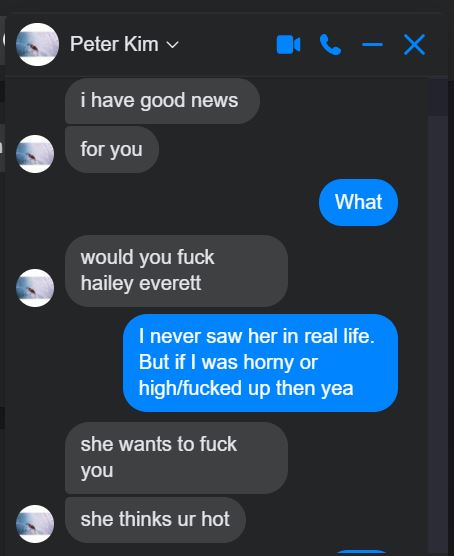 Peter Kim
i have good news
for you
What
would you fuck
hailey everett
I never saw her in real life.
But if I was horny or
high/fucked up then yea
she wants to fuck
you
she thinks ur hot